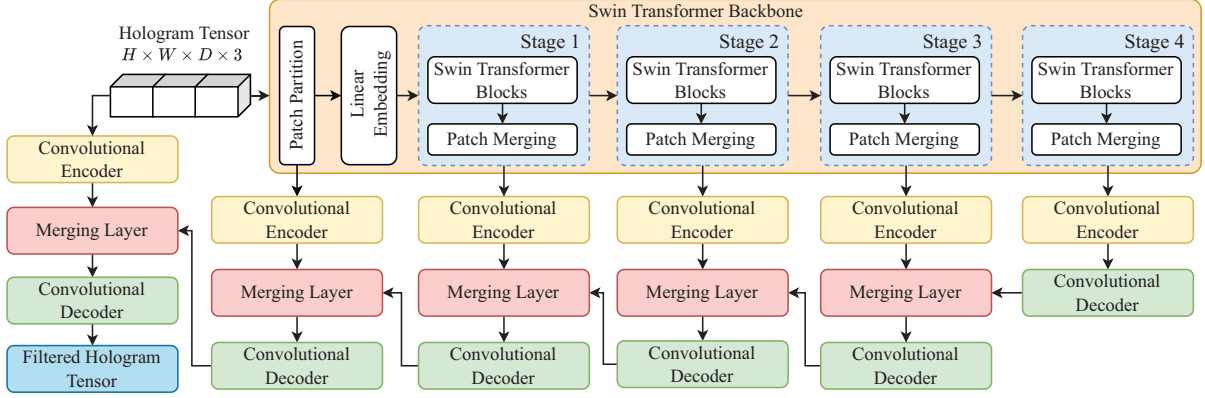 Swin Transformer Backbone
Hologram Tensor
H × W × D × 3
Patch Partition
Linear
Embedding
Stage 1
Swin Transformer
Blocks
Patch Merging
Stage 2
Swin Transformer
Blocks
Patch Merging
Stage 3
Swin Transformer
Blocks
Patch Merging
Stage 4
Swin Transformer
Blocks
Patch Merging
Convolutional
Encoder
Merging Layer
Convolutional
Decoder
Filtered Hologram
Tensor
Convolutional
Encoder
Merging Layer
Convolutional
Decoder
Convolutional
Encoder
Merging Layer
Convolutional
Decoder
Convolutional
Encoder
Merging Layer
Convolutional
Decoder
Convolutional
Encoder
Merging Layer
Convolutional
Decoder
Convolutional
Encoder
Convolutional
Decoder